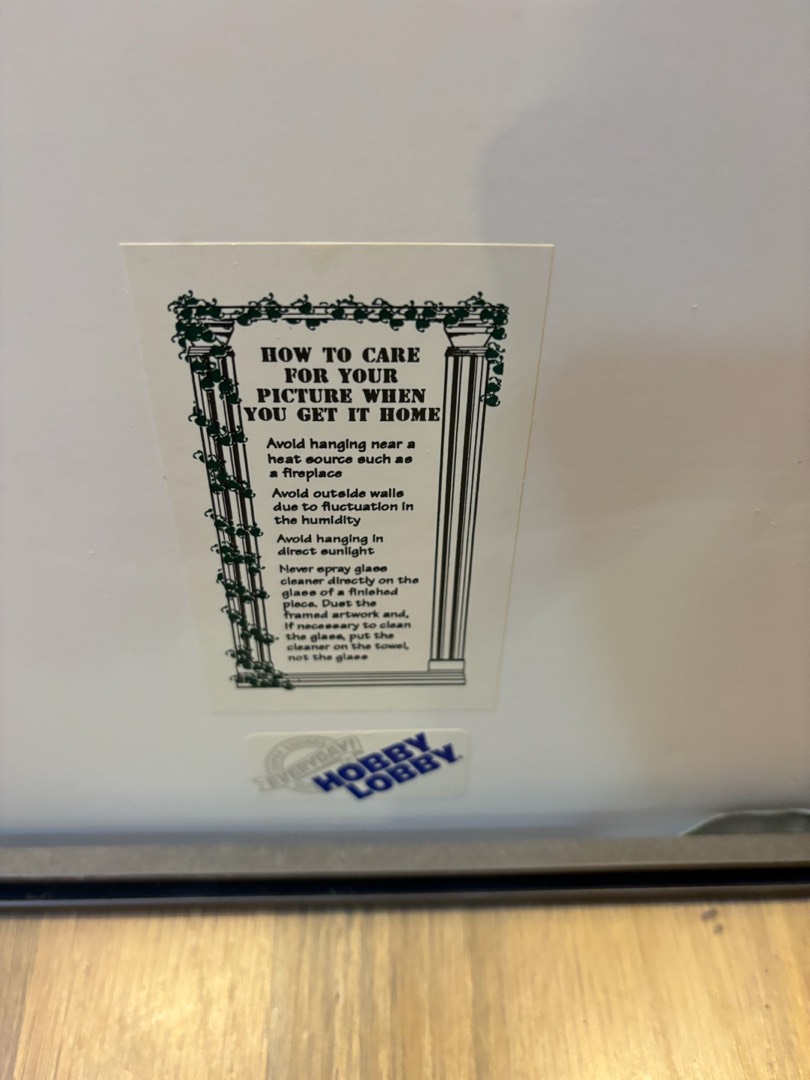 HOW TO CARE
FOR YOUR
PICTURE WHEN
YOU GET IT HOME
Avoid hanging near a
heat source such as
a fireplace
Avoid outside walls
due to fluctuation in
the humidity
Avoid hanging in
direct sunlight
Never spray glass
cleaner directly on the
glass of a finished
piece. Dust the
framed artwork and,
if necessary to clean
the glass, put the
cleaner on the towel,
not the glass
EVERYDAY!
HOBBY
LOBBY